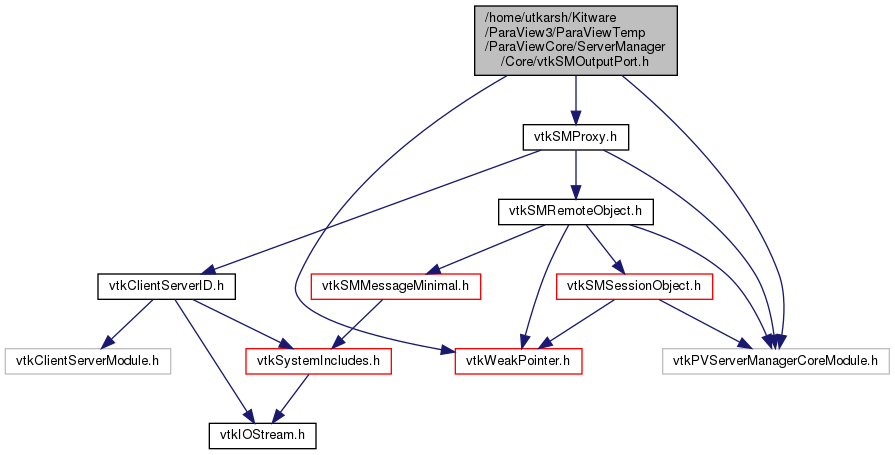 /home/utkarsh/Kitware
/ParaView3/ParaViewTemp
/ParaViewCore/ServerManager
/Core/vtkSMOutputPort.h
vtkSMProxy.h
vtkSMRemoteObject.h
vtkClientServerID.h
vtkSMMessageMinimal.h
vtkSMSessionObject.h
vtkClientServerModule.h
vtkSystemIncludes.h
vtkWeakPointer.h
vtkPVServerManagerCoreModule.h
vtkIOStream.h